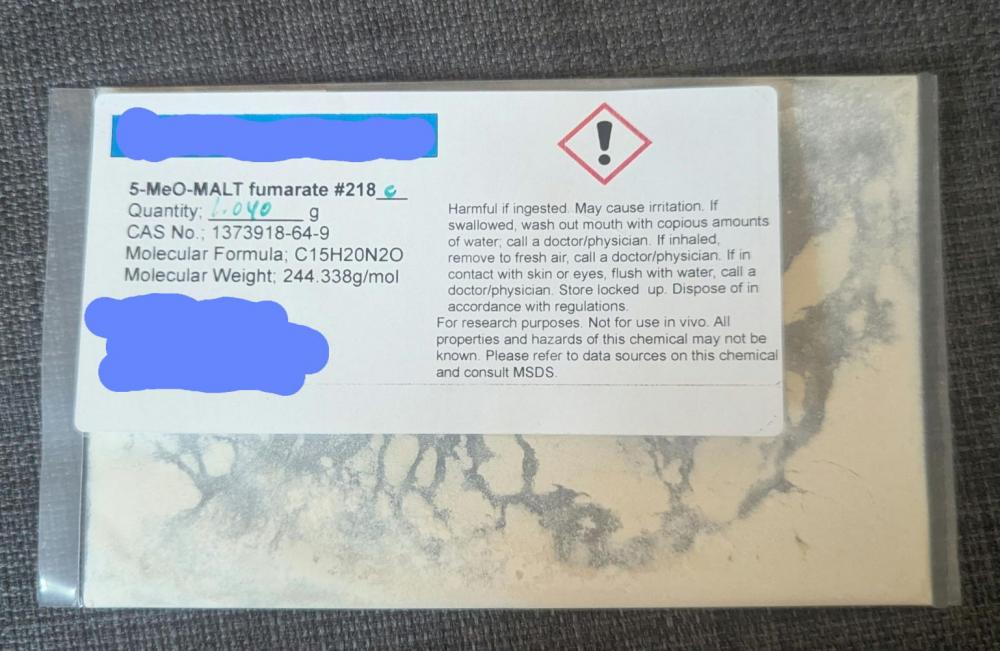 5-MeO-MALT fumarate #218 c
Quantity; 1.040 g
CAS No.; 1373918-64-9
Molecular Formula; C15H20N2O
Molecular Weight; 244.338g/mol
Harmful if ingested. May cause irritation. If
swallowed, wash out mouth with copious amounts
of water; call a doctor/physician. If inhaled,
remove to fresh air, call a doctor/physician. If in
contact with skin or eyes, flush with water, call a
doctor/physician. Store locked up. Dispose of in
accordance with regulations.
For research purposes. Not for use in vivo. All
properties and hazards of this chemical may not be
known. Please refer to data sources on this chemical
and consult MSDS.